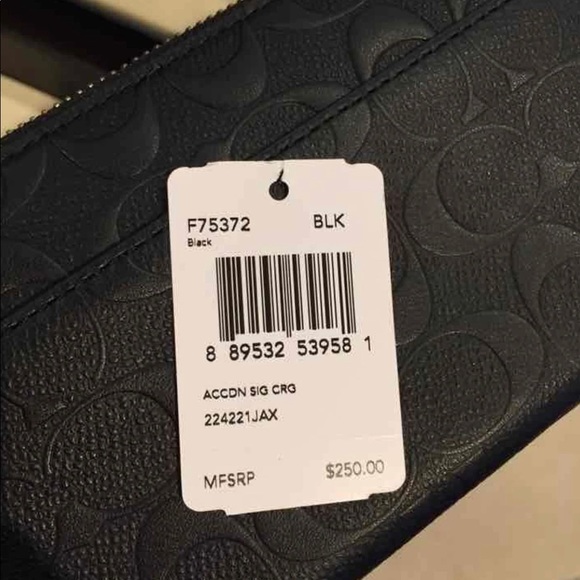 F75372 BLK
Black
8 89532 53958 1
ACCDN SIG CRG
224221JAX
MFSRP $250.00